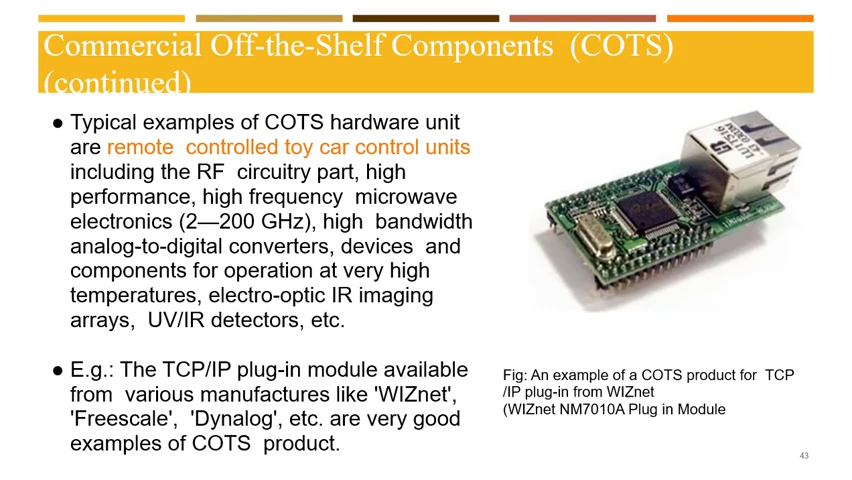 Commercial Off-the-Shelf Components (COTS)
(continued)
● Typical examples of COTS hardware unit
are remote controlled toy car control units
including the RF circuitry part, high
performance, high frequency microwave
electronics (2—200 GHz), high bandwidth
analog-to-digital converters, devices and
components for operation at very high
temperatures, electro-optic IR imaging
arrays, UV/IR detectors, etc.
● E.g.: The TCP/IP plug-in module available
from various manufactures like 'WIZnet',
'Freescale', 'Dynalog', etc. are very good
examples of COTS product.
Fig: An example of a COTS product for TCP
/IP plug-in from WIZnet
(WIZnet NM7010A Plug in Module
43